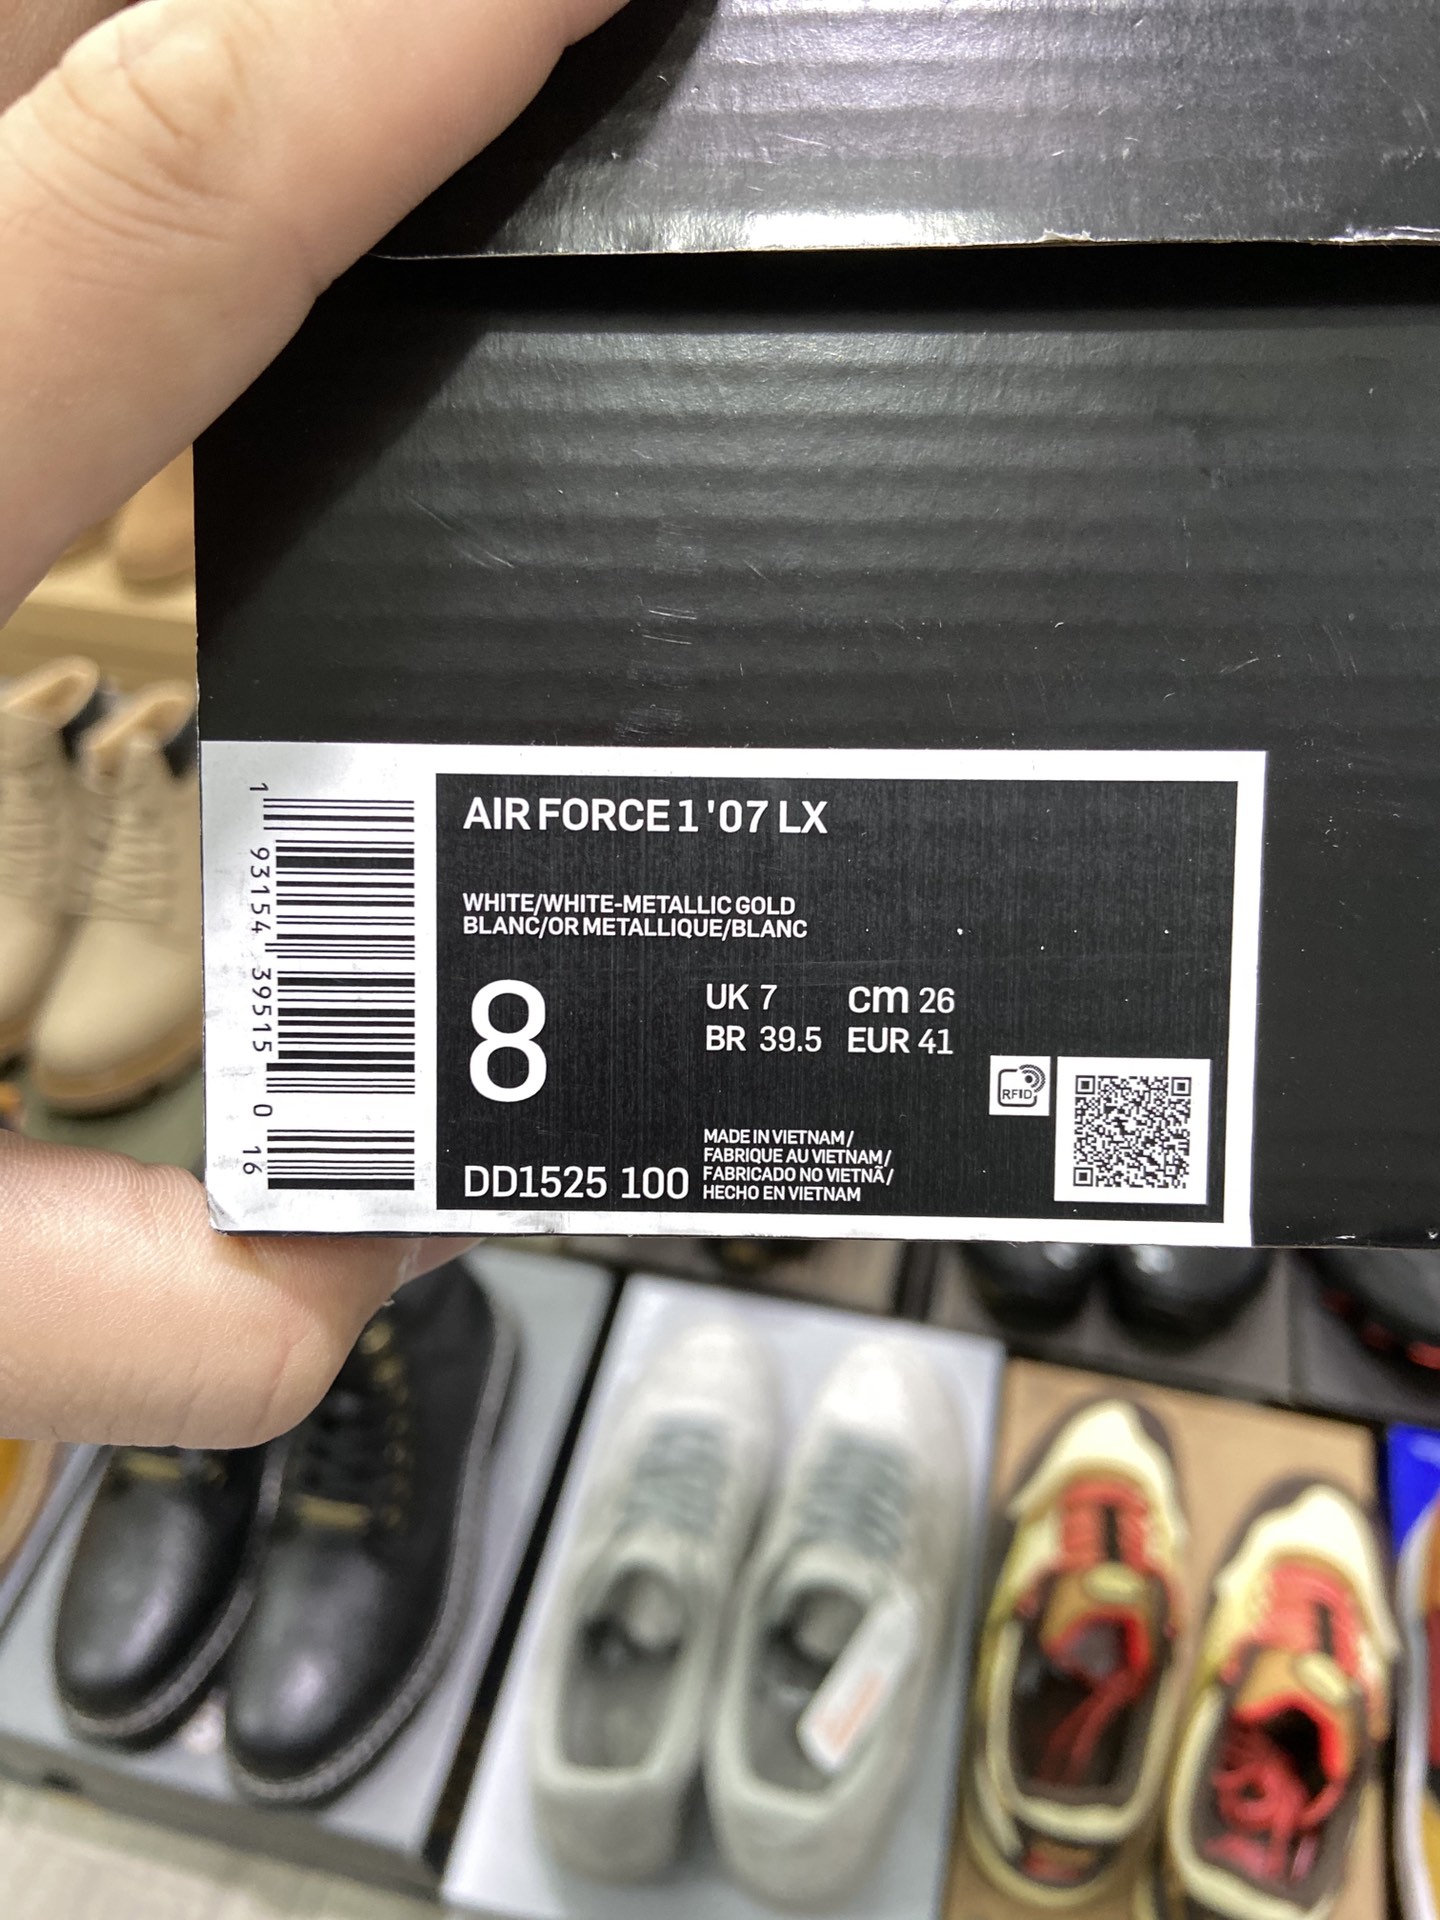 AIR FORCE 1 '07 LX
WHITE/WHITE-METALLIC GOLD
BLANC/OR METALLIQUE/BLANC
8
UK 7 cm 26
BR 39.5 EUR 41
RFID
DD1525 100
MADE IN VIETNAM/
FABRIQUE AU VIETNAM/
FABRICADO NO VIETNÃ/
HECHO EN VIETNAM
1 93154 39515 0 16